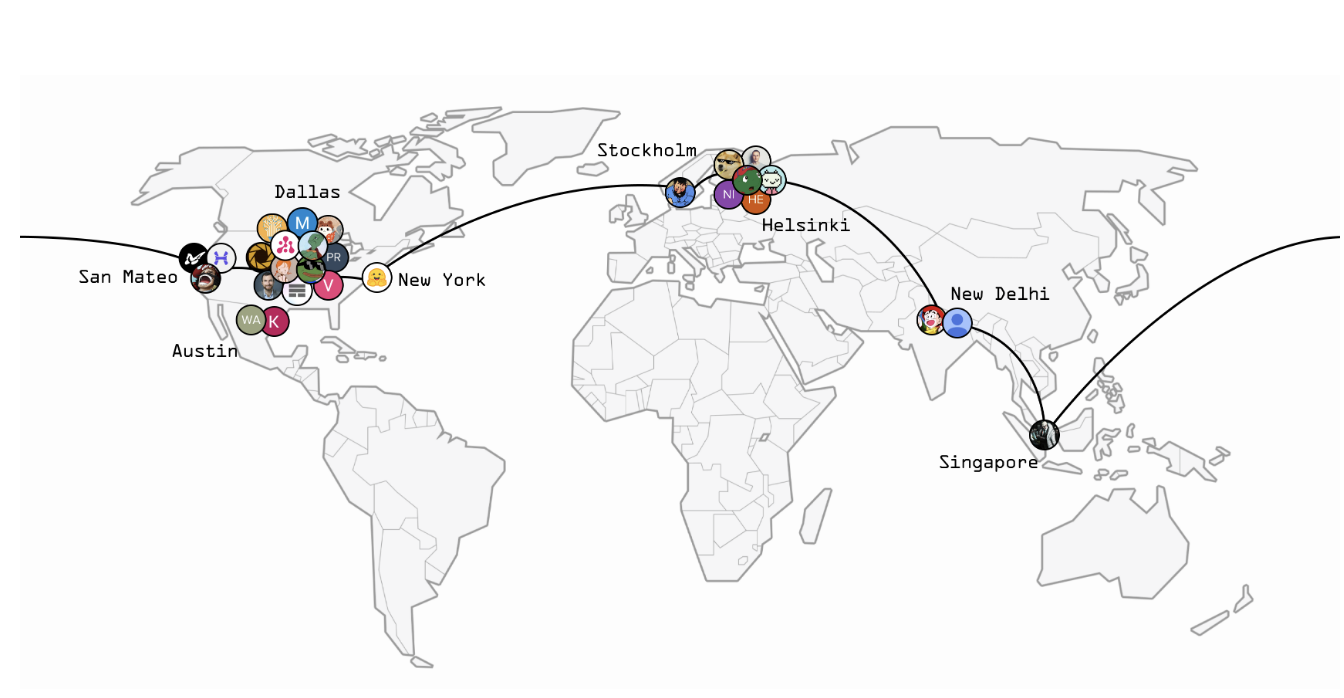 Stockholm
Dallas
M
PR
NI
HE
Helsinki
San Mateo
New York
V
New Delhi
WA
K
Austin
Singapore